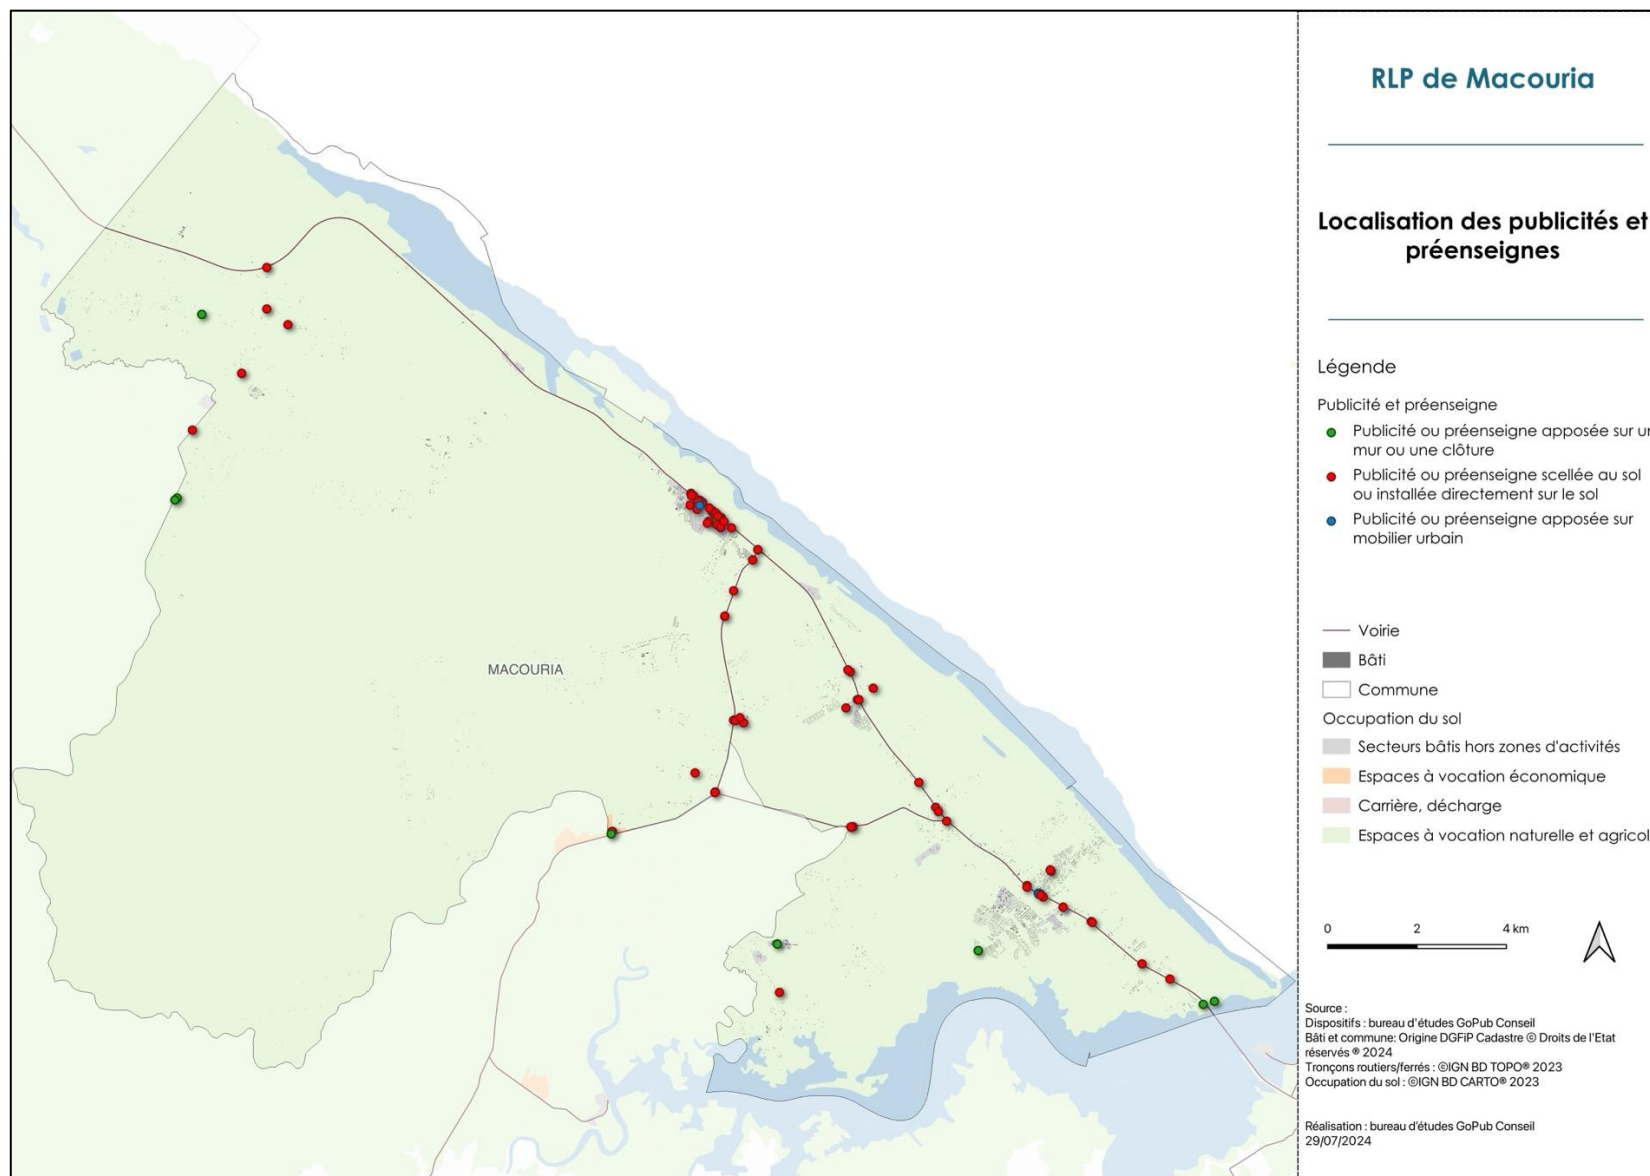 RLP de Macouria
Localisation des publicités et
préenseignes
Légende
Publicité et préenseigne
Publicité ou préenseigne apposée sur un
mur ou une clôture
Publicité ou préenseigne scellée au sol
ou installée directement sur le sol
Publicité ou préenseigne apposée sur
mobilier urbain
Voirie
Bâti
Commune
Occupation du sol
Secteurs bâtis hors zones d'activités
Espaces à vocation économique
Carrière, décharge
Espaces à vocation naturelle et agricol
0 2 4 km
Source :
Dispositifs : bureau d'études GoPub Conseil
Bâti et commune: Origine DGFiP Cadastre © Droits de l'Etat
réservés ® 2024
Tronçons routiers/ferrés : ©IGN BD TOPO® 2023
Occupation du sol : ©IGN BD CARTO® 2023
Réalisation : bureau d'études GoPub Conseil
29/07/2024
MACOURIA